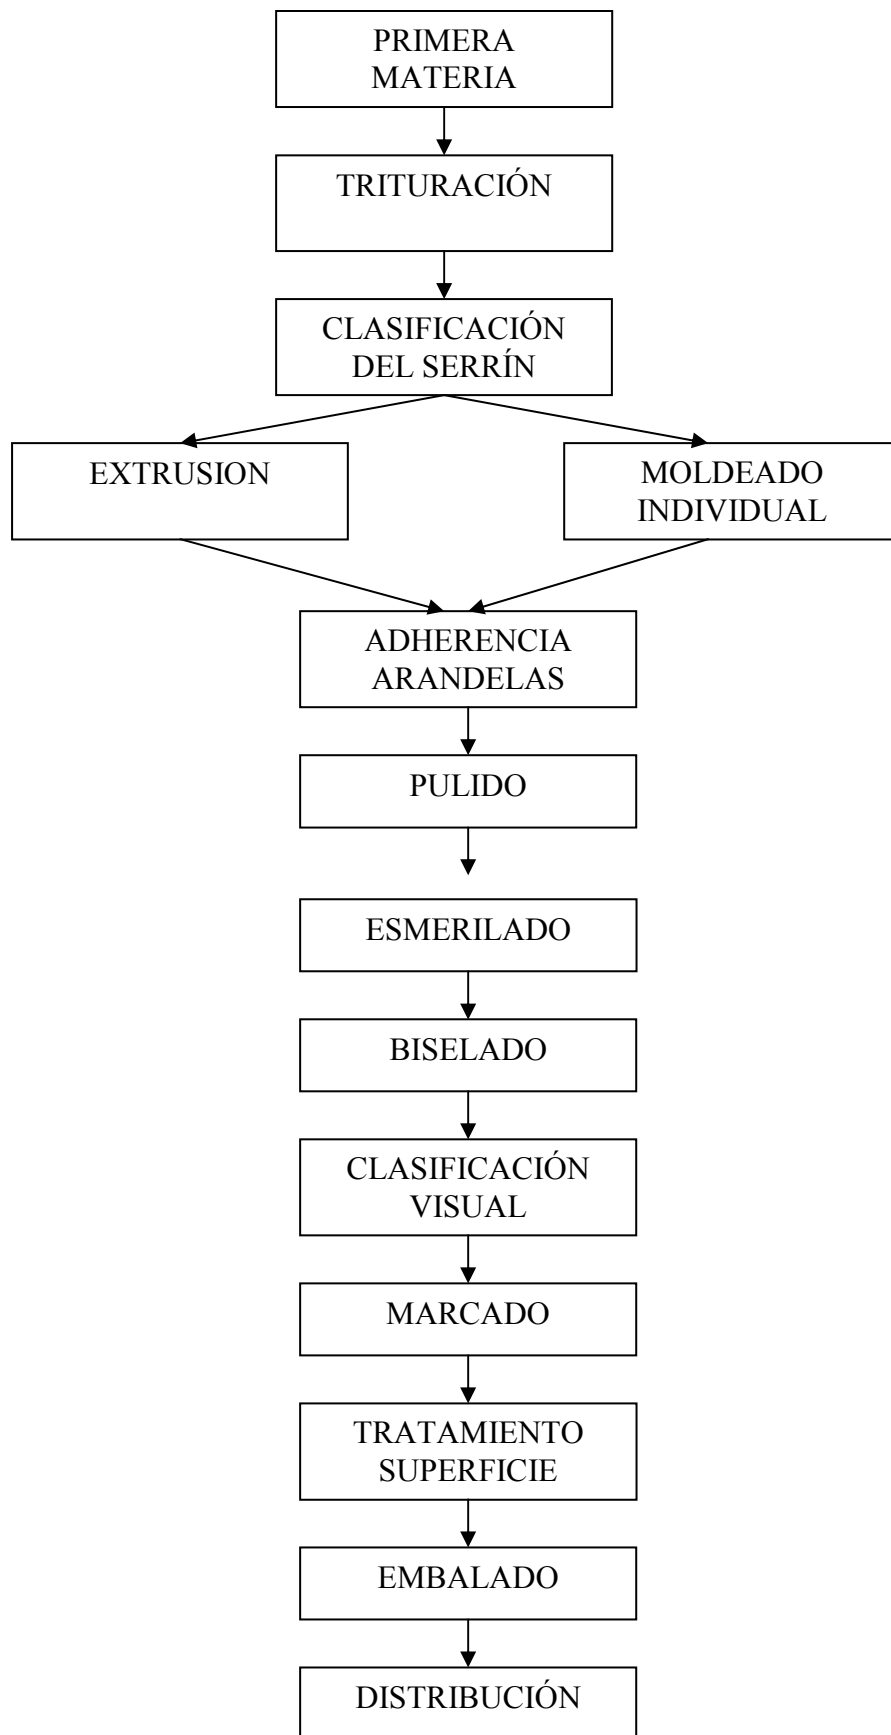 PRIMERA
MATERIA
TRITURACIÓN
CLASIFICACIÓN
DEL SERRÍN
EXTRUSION
MOLDEADO
INDIVIDUAL
ADHERENCIA
ARANDELAS
PULIDO
ESMERILADO
BISELADO
CLASIFICACIÓN
VISUAL
MARCADO
TRATAMIENTO
SUPERFICIE
EMBALADO
DISTRIBUCIÓN